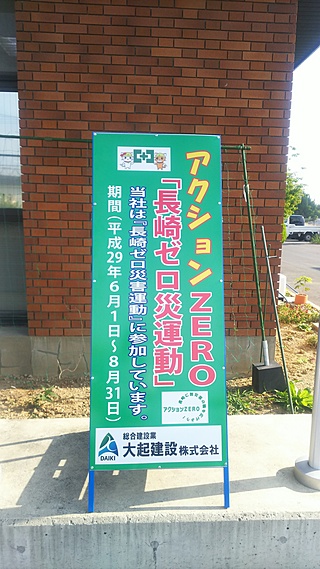 アクションZERO
「長崎ゼロ災運動」
当社は『長崎ゼロ災害運動』に参加しています。
期間（平成29年6月1日～8月31日）
アクションZERO
DAIKI
総合建設業
大起建設株式会社